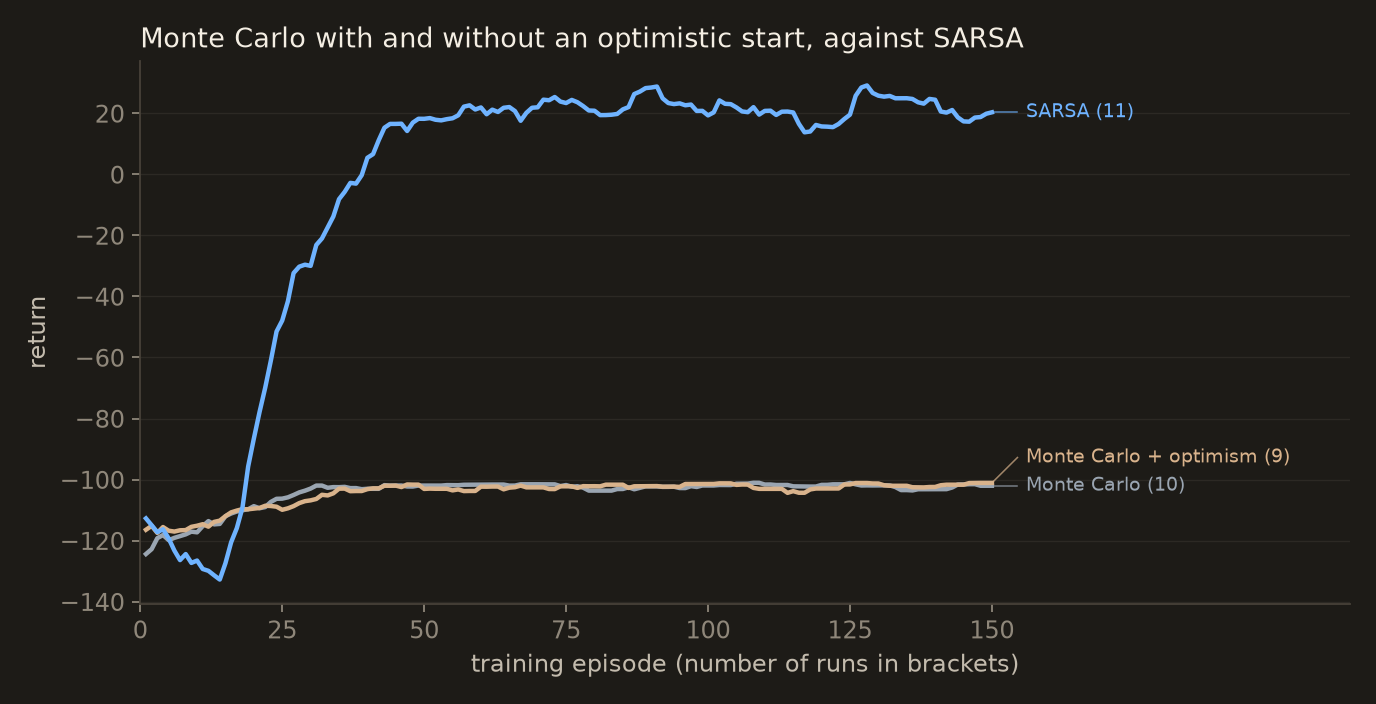 Monte Carlo with and without an optimistic start, against SARSA
return
20
0
−20
−40
−60
−80
−100
−120
−140
SARSA (11)
Monte Carlo + optimism (9)
Monte Carlo (10)
0 25 50 75 100 125 150
training episode (number of runs in brackets)